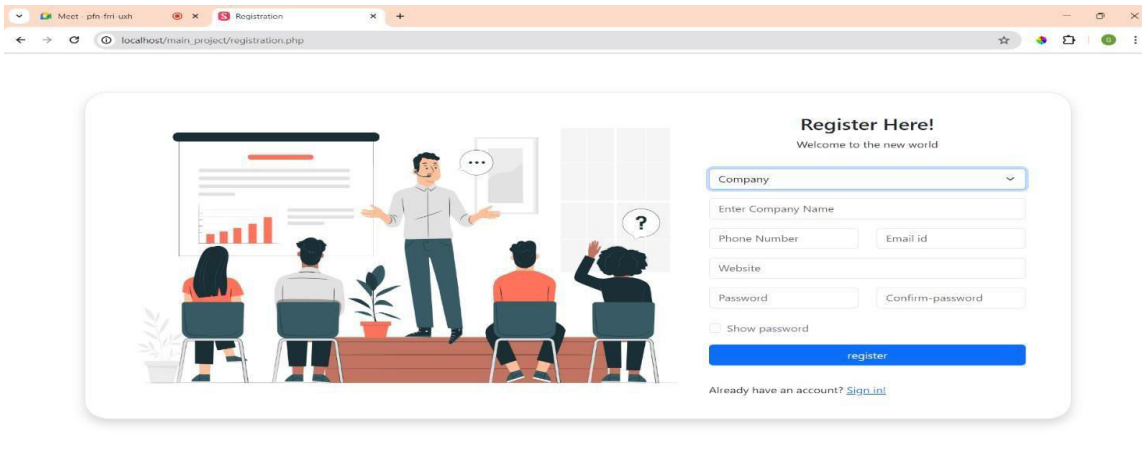 Meet - pfn-frri-uxh
Registration
localhost/main_project/registration.php
Register Here!
Welcome to the new world
Company
Enter Company Name
Phone Number Email id
Website
Password Confirm-password
Show password
register
Already have an account? Sign in!
?